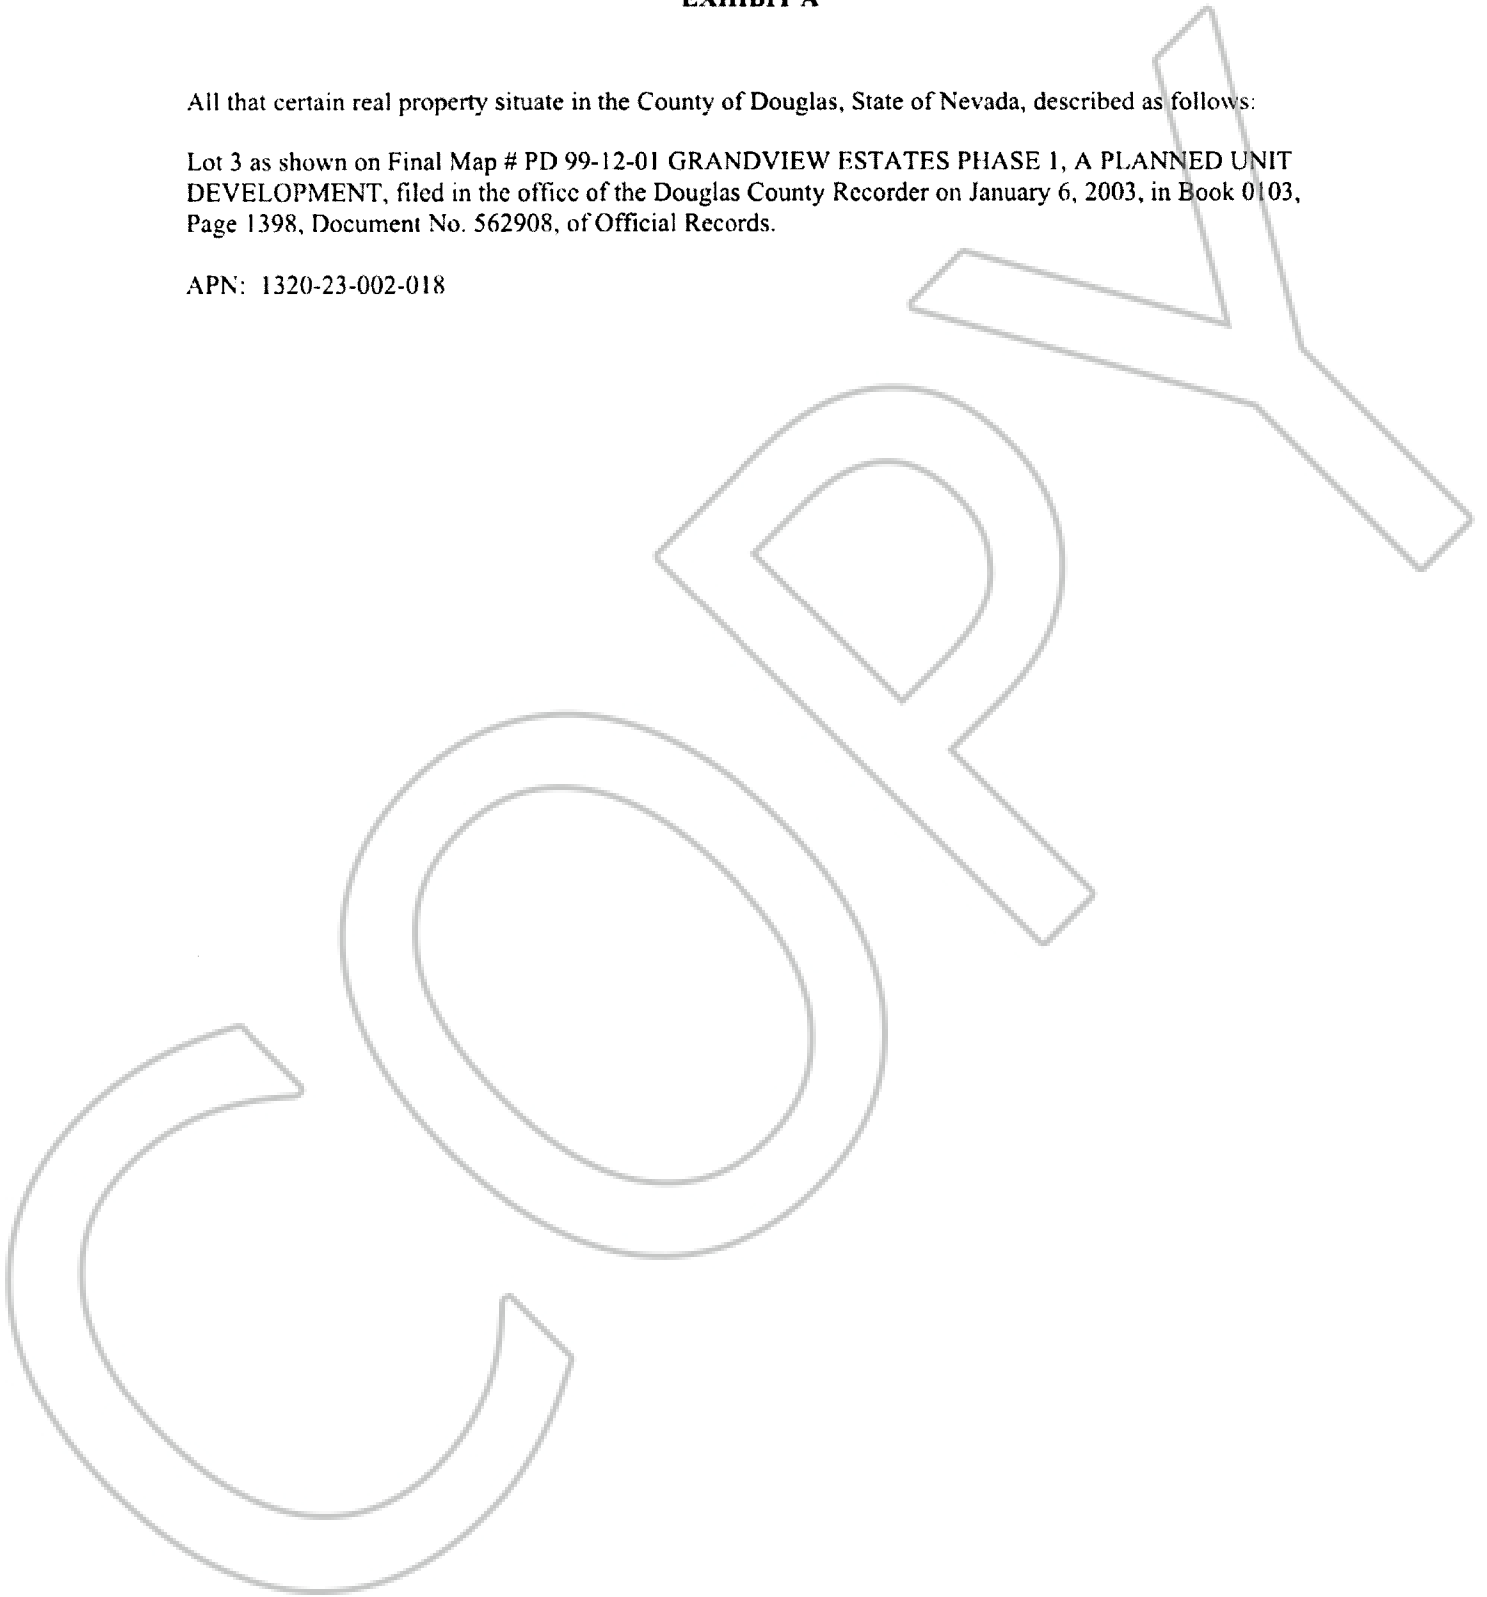 EXHIBIT A
All that certain real property situate in the County of Douglas, State of Nevada, described as follows:
Lot 3 as shown on Final Map # PD 99-12-01 GRANDVIEW ESTATES PHASE 1, A PLANNED UNIT
DEVELOPMENT, filed in the office of the Douglas County Recorder on January 6, 2003, in Book 0103,
Page 1398, Document No. 562908, of Official Records.
APN: 1320-23-002-018
COPY